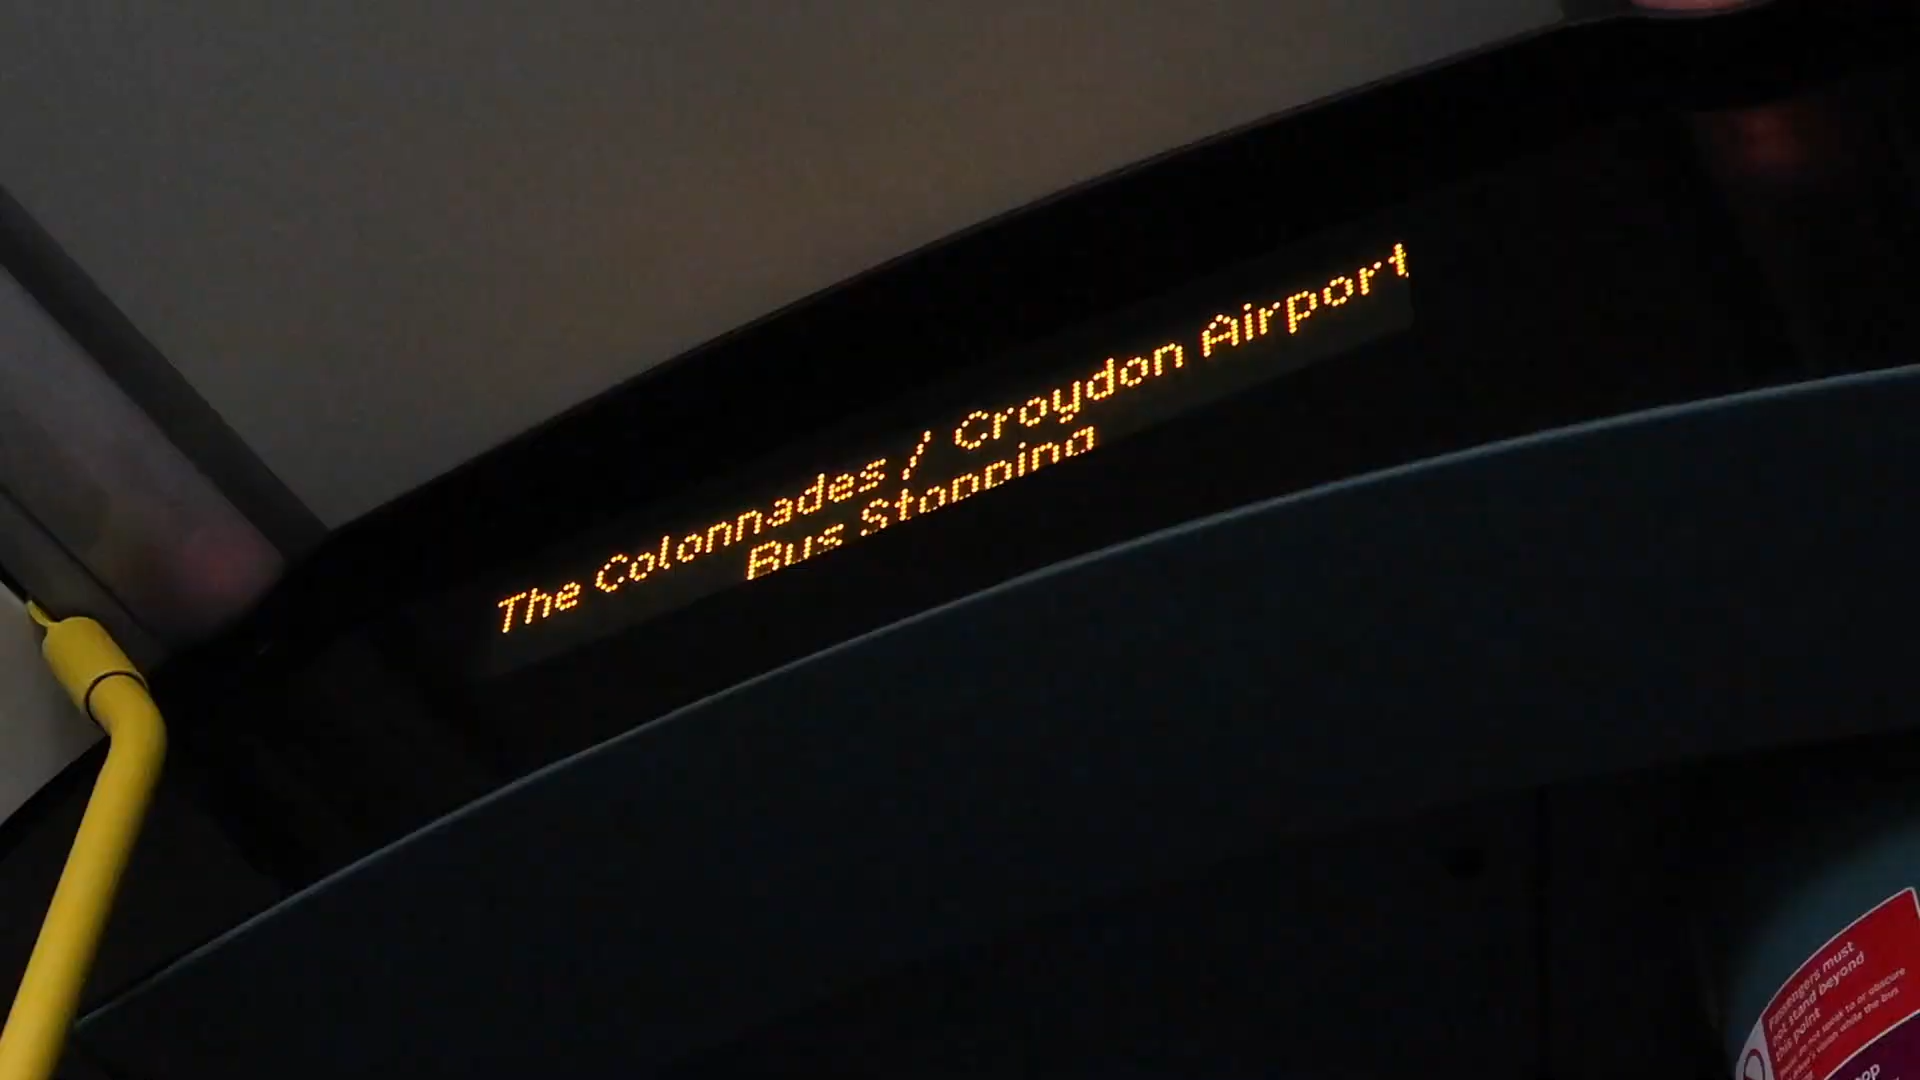 The Colonnades / Croydon Airport
Bus Stopping
Passengers must
not stand beyond
this point